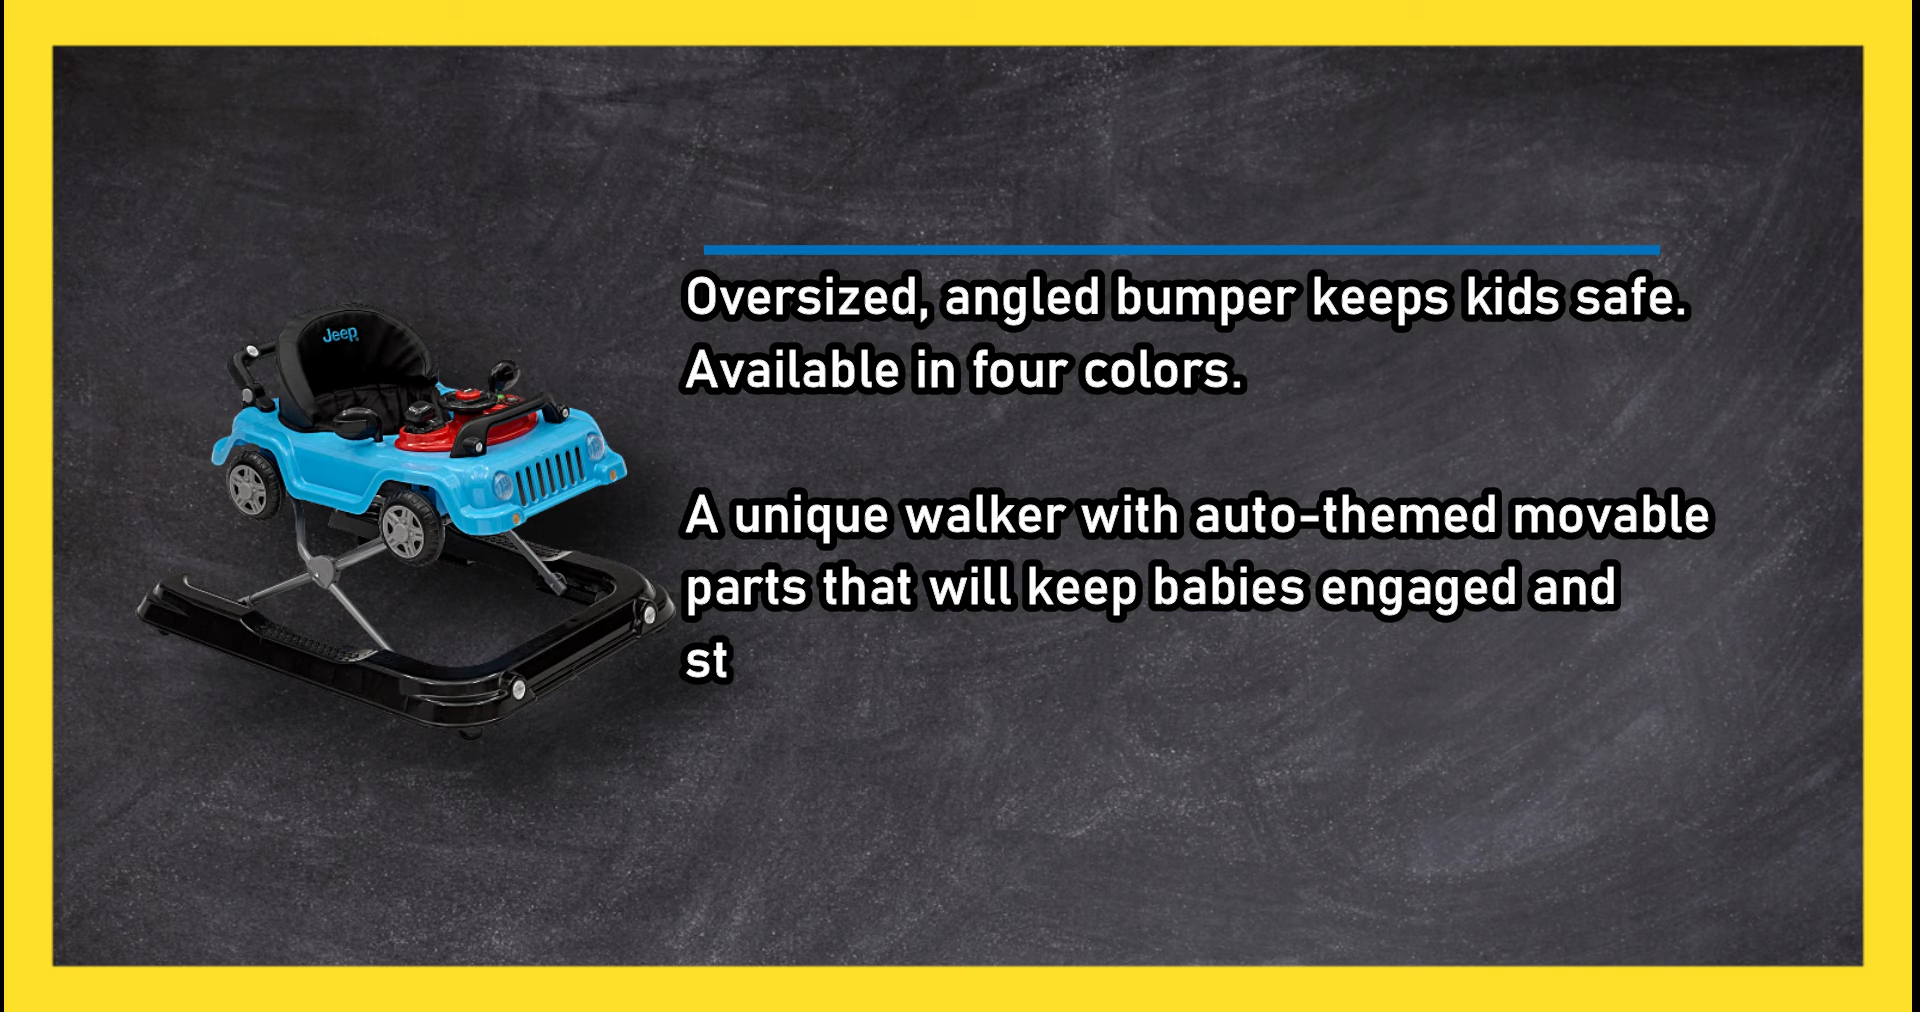 Jeep
Oversized, angled bumper keeps kids safe.
Available in four colors.
A unique walker with auto-themed movable
parts that will keep babies engaged and
st